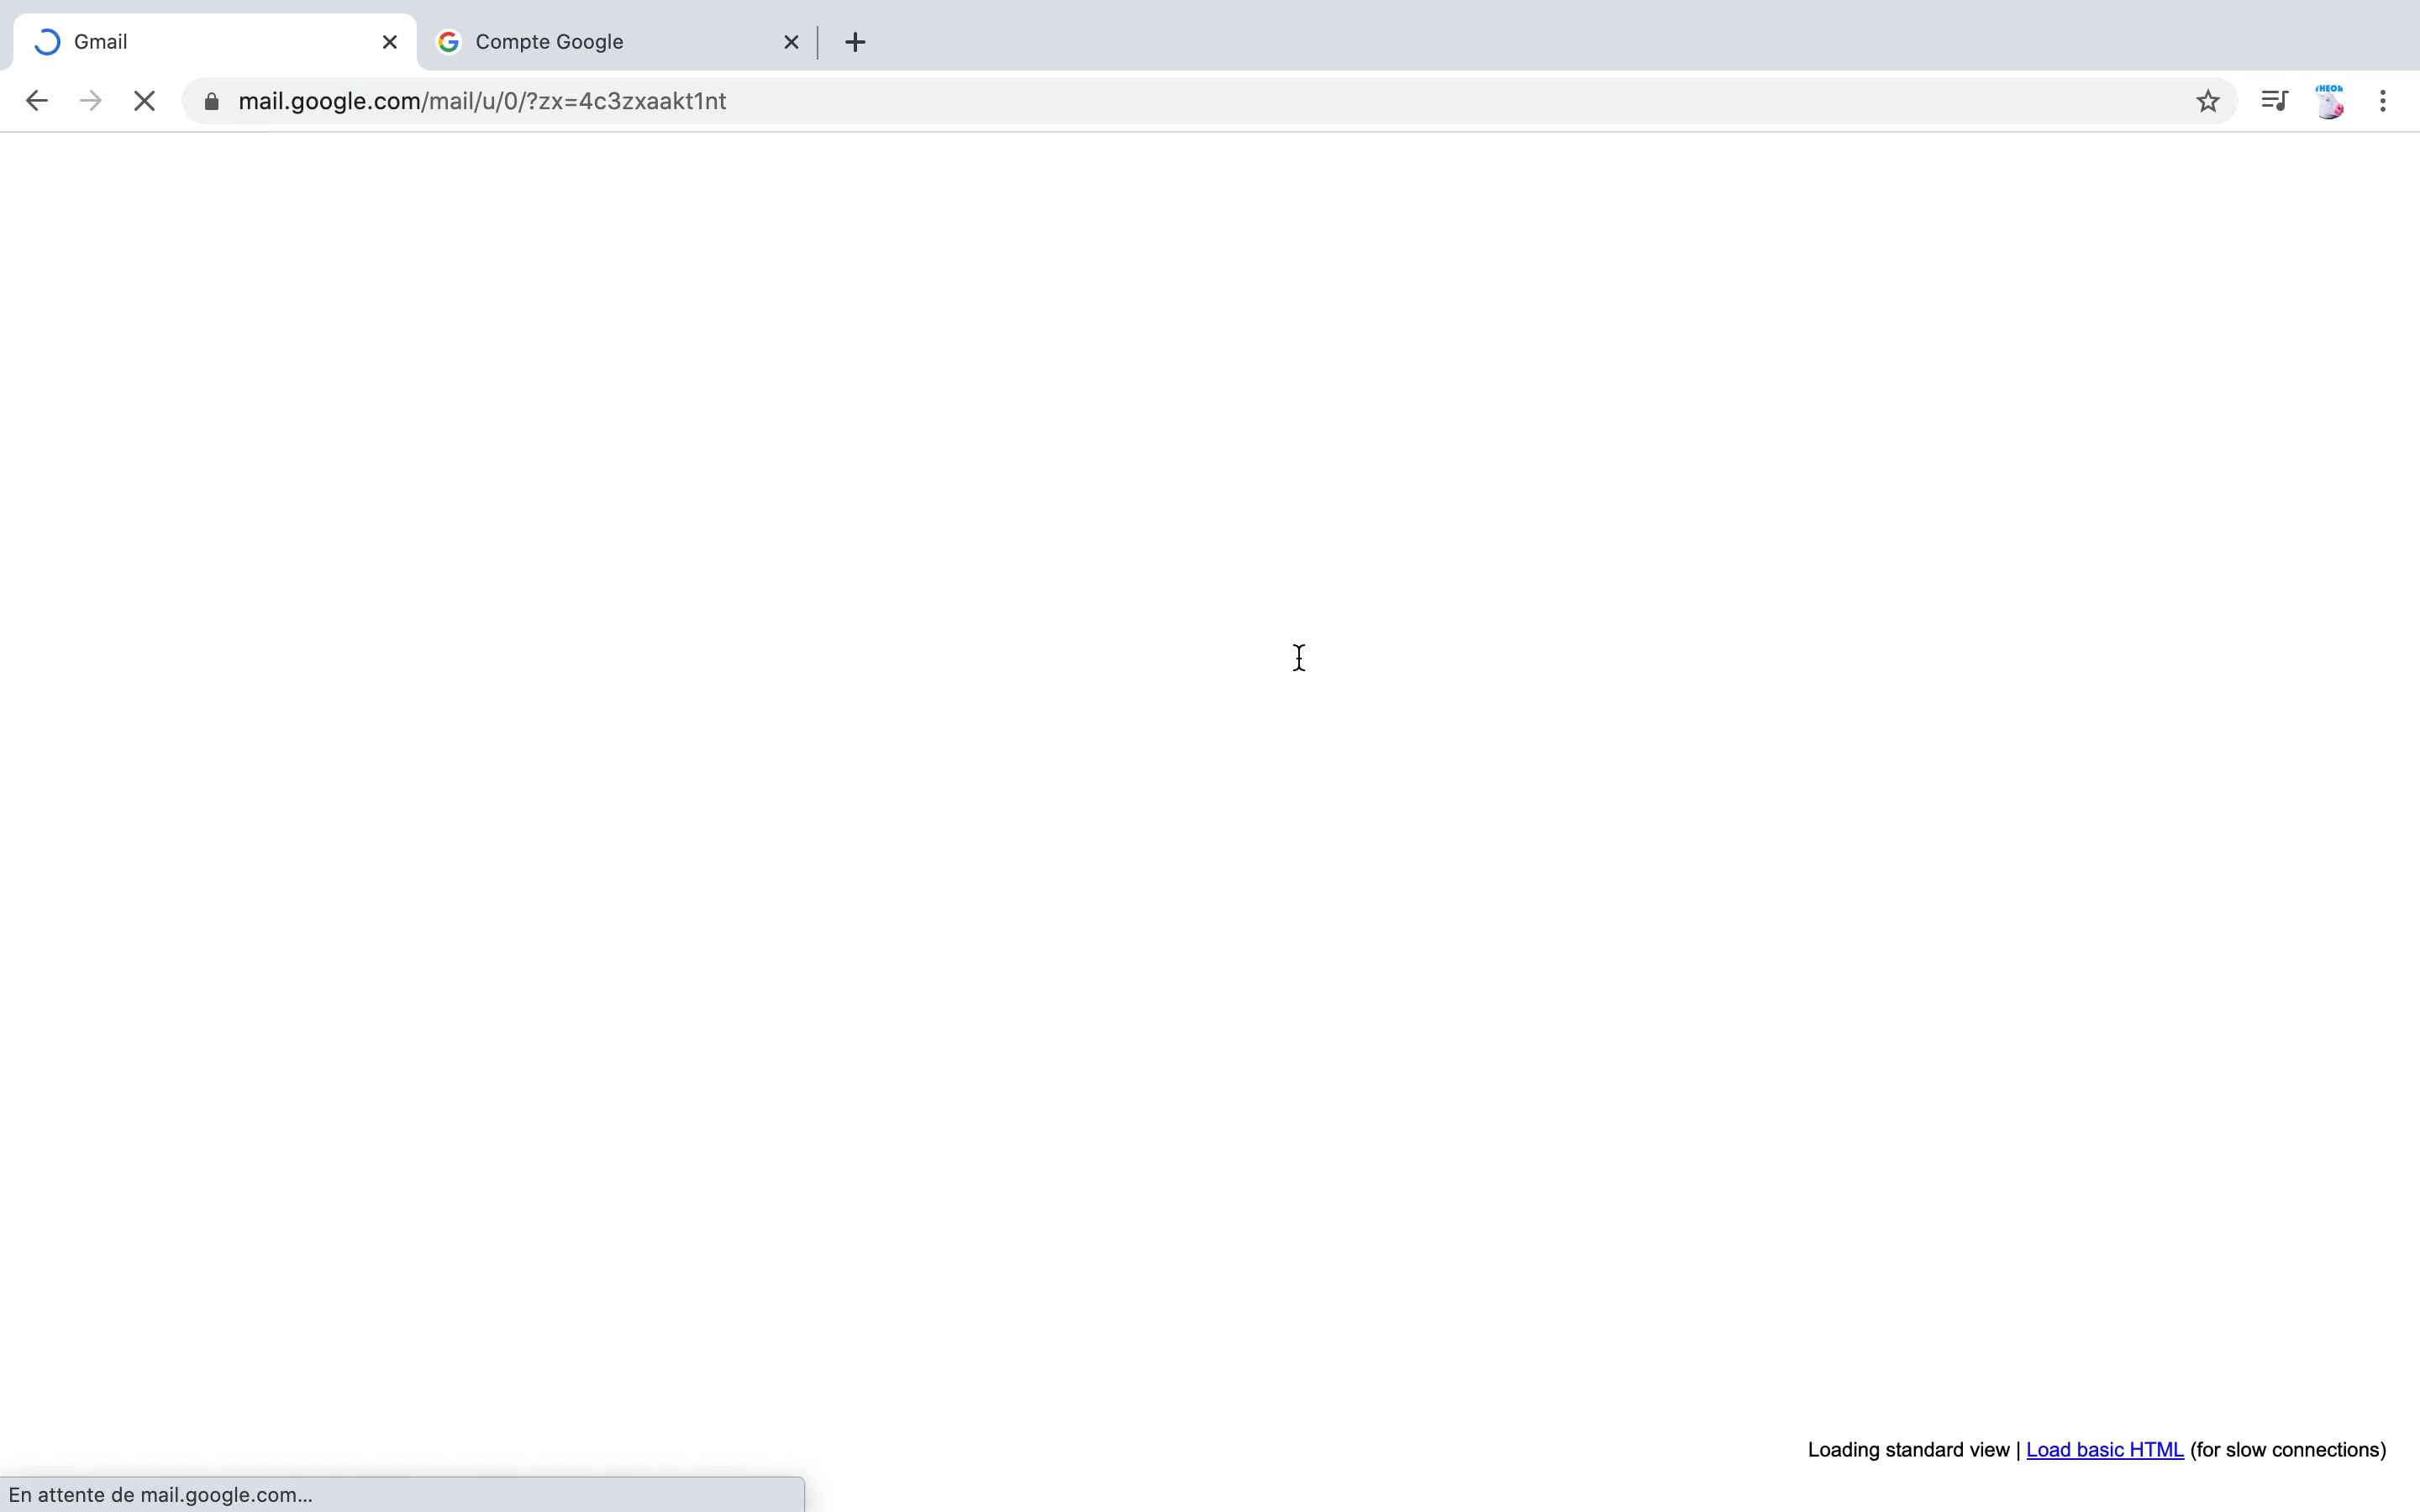 Gmail
Compte Google
mail.google.com/mail/u/0/?zx=4c3zxaakt1nt
Loading standard view | Load basic HTML (for slow connections)
En attente de mail.google.com...